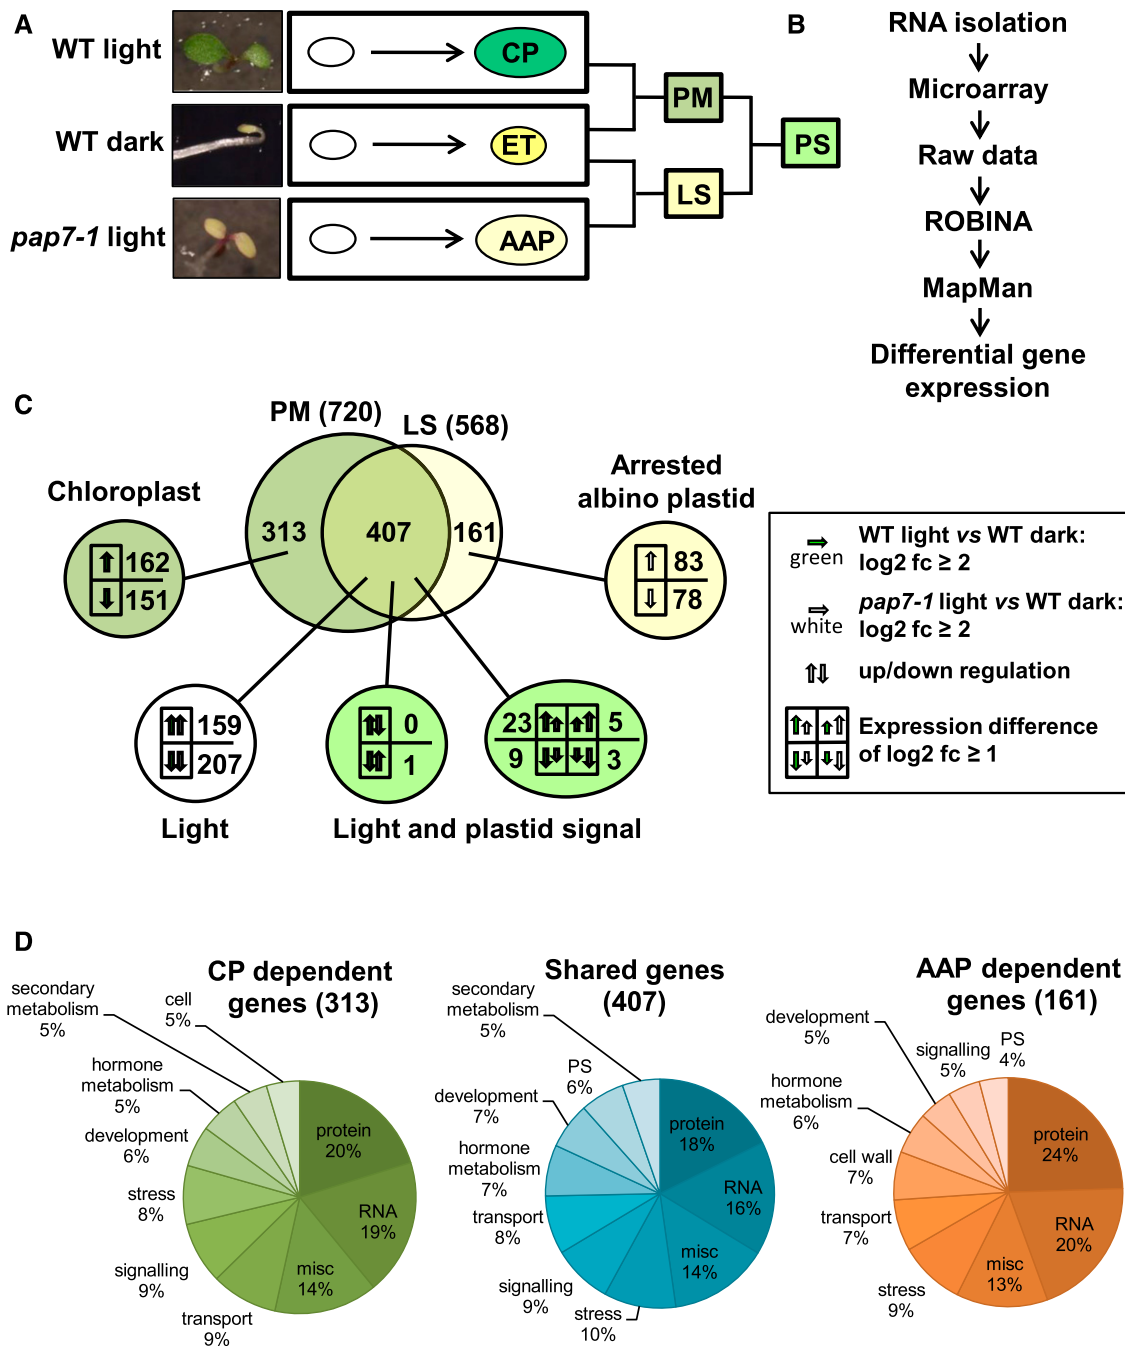 A
WT light
CP
WT dark
ET
pap7-1 light
AAP
PM
LS
PS
B
RNA isolation
Microarray
Raw data
ROBINA
MapMan
Differential gene
expression
C
PM (720)
LS (568)
Chloroplast
162
151
313
407
161
Arrested
albino plastid
83
78
159
207
Light
0
1
23
5
9
3
Light and plastid signal
green
WT light vs WT dark:
log2 fc ≥ 2
white
pap7-1 light vs WT dark:
log2 fc ≥ 2
up/down regulation
Expression difference
of log2 fc ≥ 1
D
CP dependent
genes (313)
secondary
metabolism
5%
cell
5%
hormone
metabolism
5%
development
6%
stress
8%
signalling
9%
transport
9%
misc
14%
RNA
19%
protein
20%
Shared genes
(407)
secondary
metabolism
5%
PS
6%
development
7%
hormone
metabolism
7%
transport
8%
signalling
9%
stress
10%
misc
14%
RNA
16%
protein
18%
AAP dependent
genes (161)
development
5%
signalling
5%
PS
4%
hormone
metabolism
6%
cell wall
7%
transport
7%
stress
9%
misc
13%
RNA
20%
protein
24%